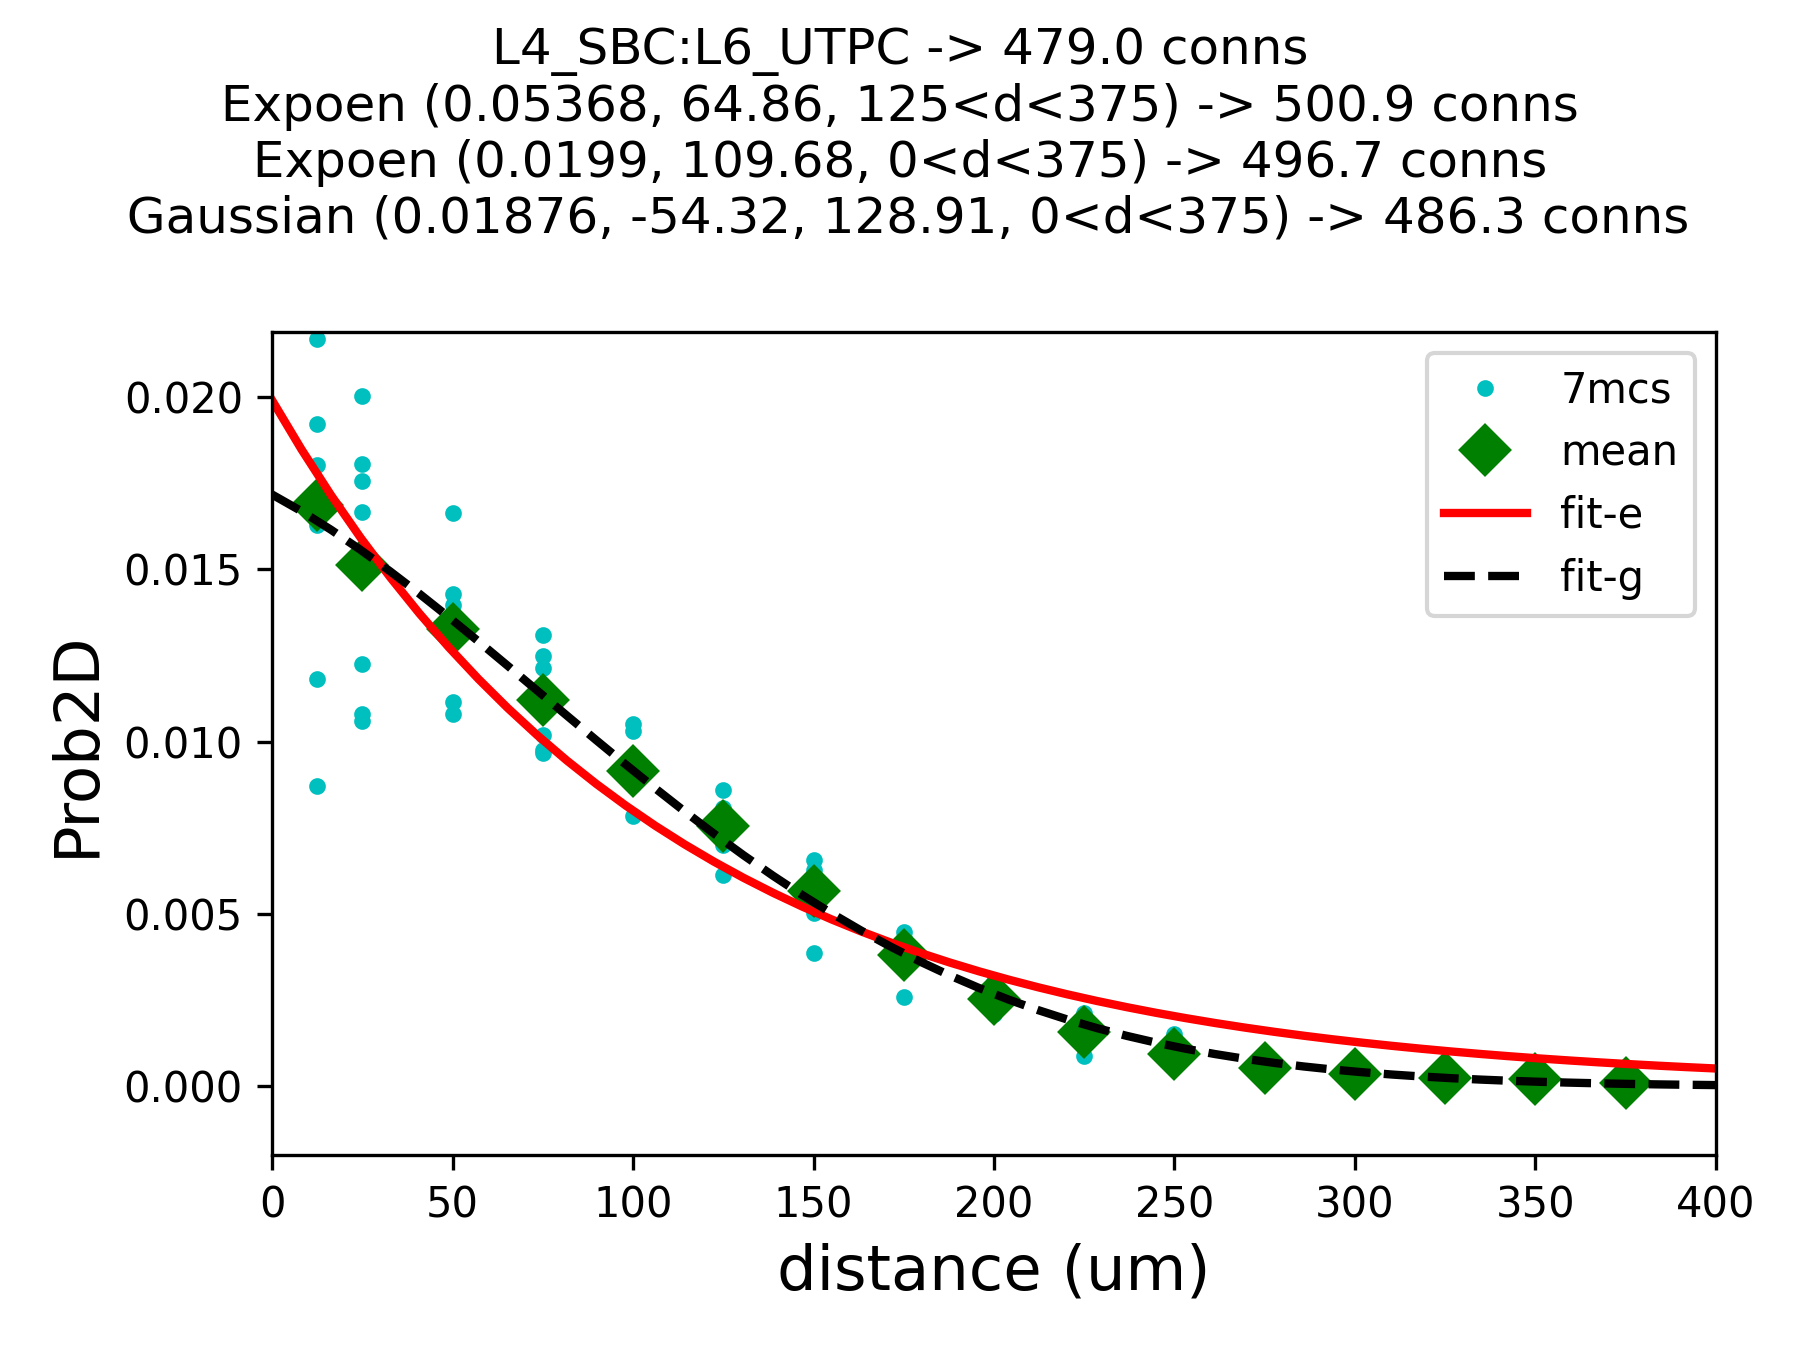 L4_SBC:L6_UTPC -> 479.0 conns
Expoen (0.05368, 64.86, 125<d<375) -> 500.9 conns
Expoen (0.0199, 109.68, 0<d<375) -> 496.7 conns
Gaussian (0.01876, -54.32, 128.91, 0<d<375) -> 486.3 conns
7mcs
mean
fit-e
fit-g
Prob2D
0.020
0.015
0.010
0.005
0.000
0 50 100 150 200 250 300 350 400
distance (um)